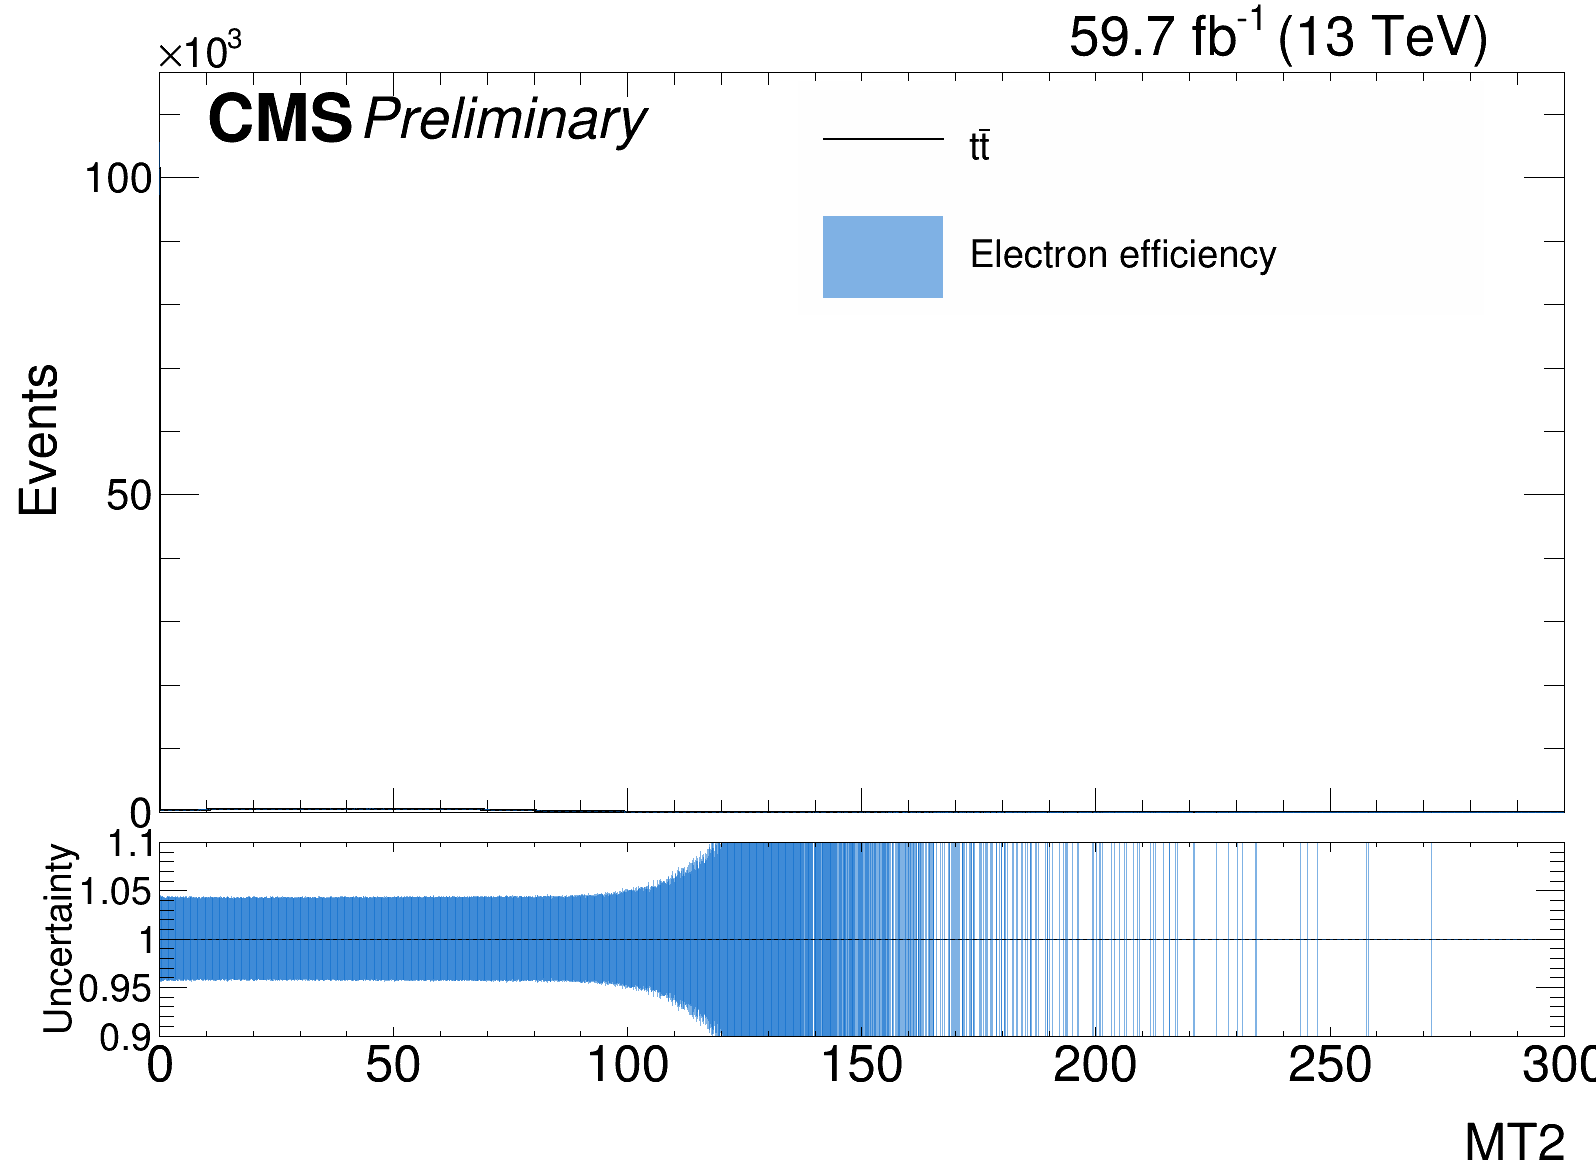 ×10³
59.7 fb⁻¹ (13 TeV)
CMS Preliminary
tt̄
Electron efficiency
Events
100
50
0
Uncertainty
1.1
1.05
1
0.95
0.9
0 50 100 150 200 250 300
MT2